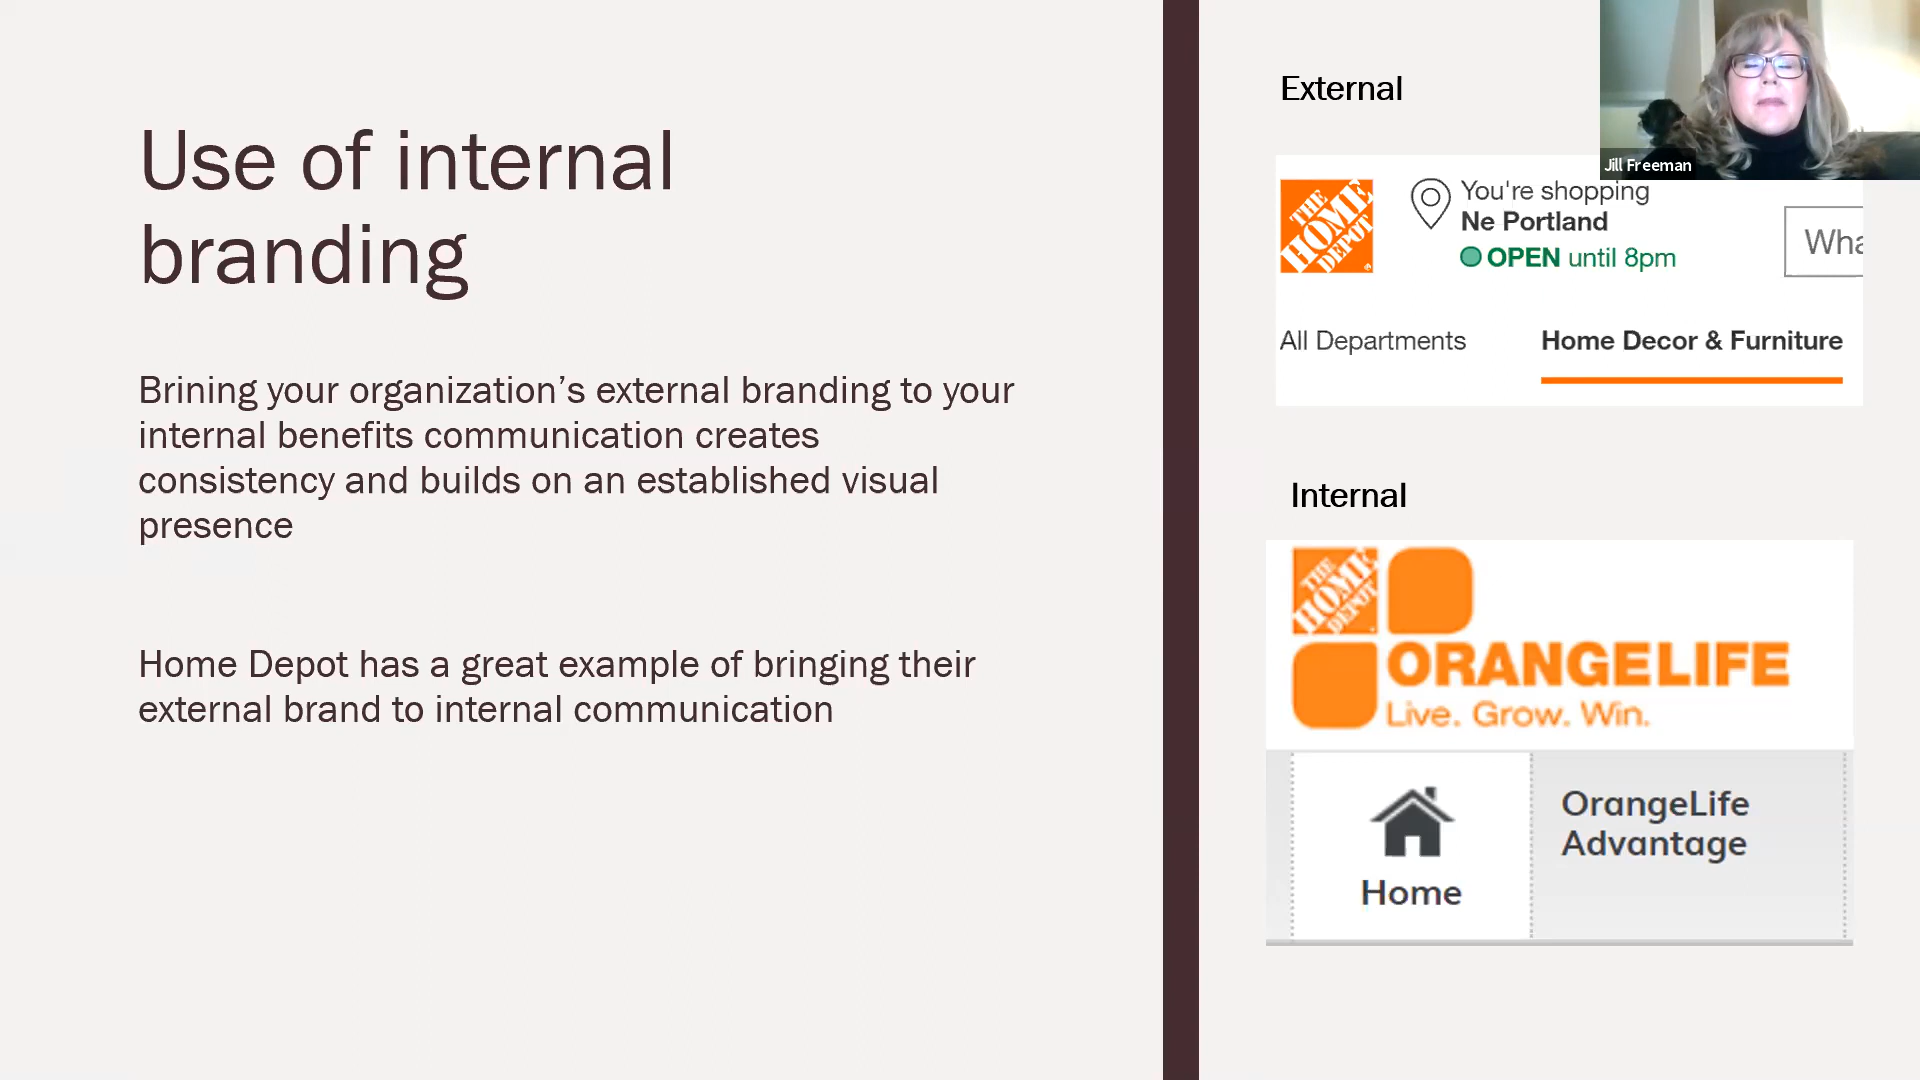 Use of internal
branding
Brining your organization’s external branding to your
internal benefits communication creates
consistency and builds on an established visual
presence
Home Depot has a great example of bringing their
external brand to internal communication
External
Jill Freeman
THE
HOME
DEPOT
You're shopping
Ne Portland
OPEN until 8pm
Wha
All Departments
Home Decor & Furniture
Internal
THE
HOME
DEPOT
ORANGELIFE
Live. Grow. Win.
Home
OrangeLife
Advantage